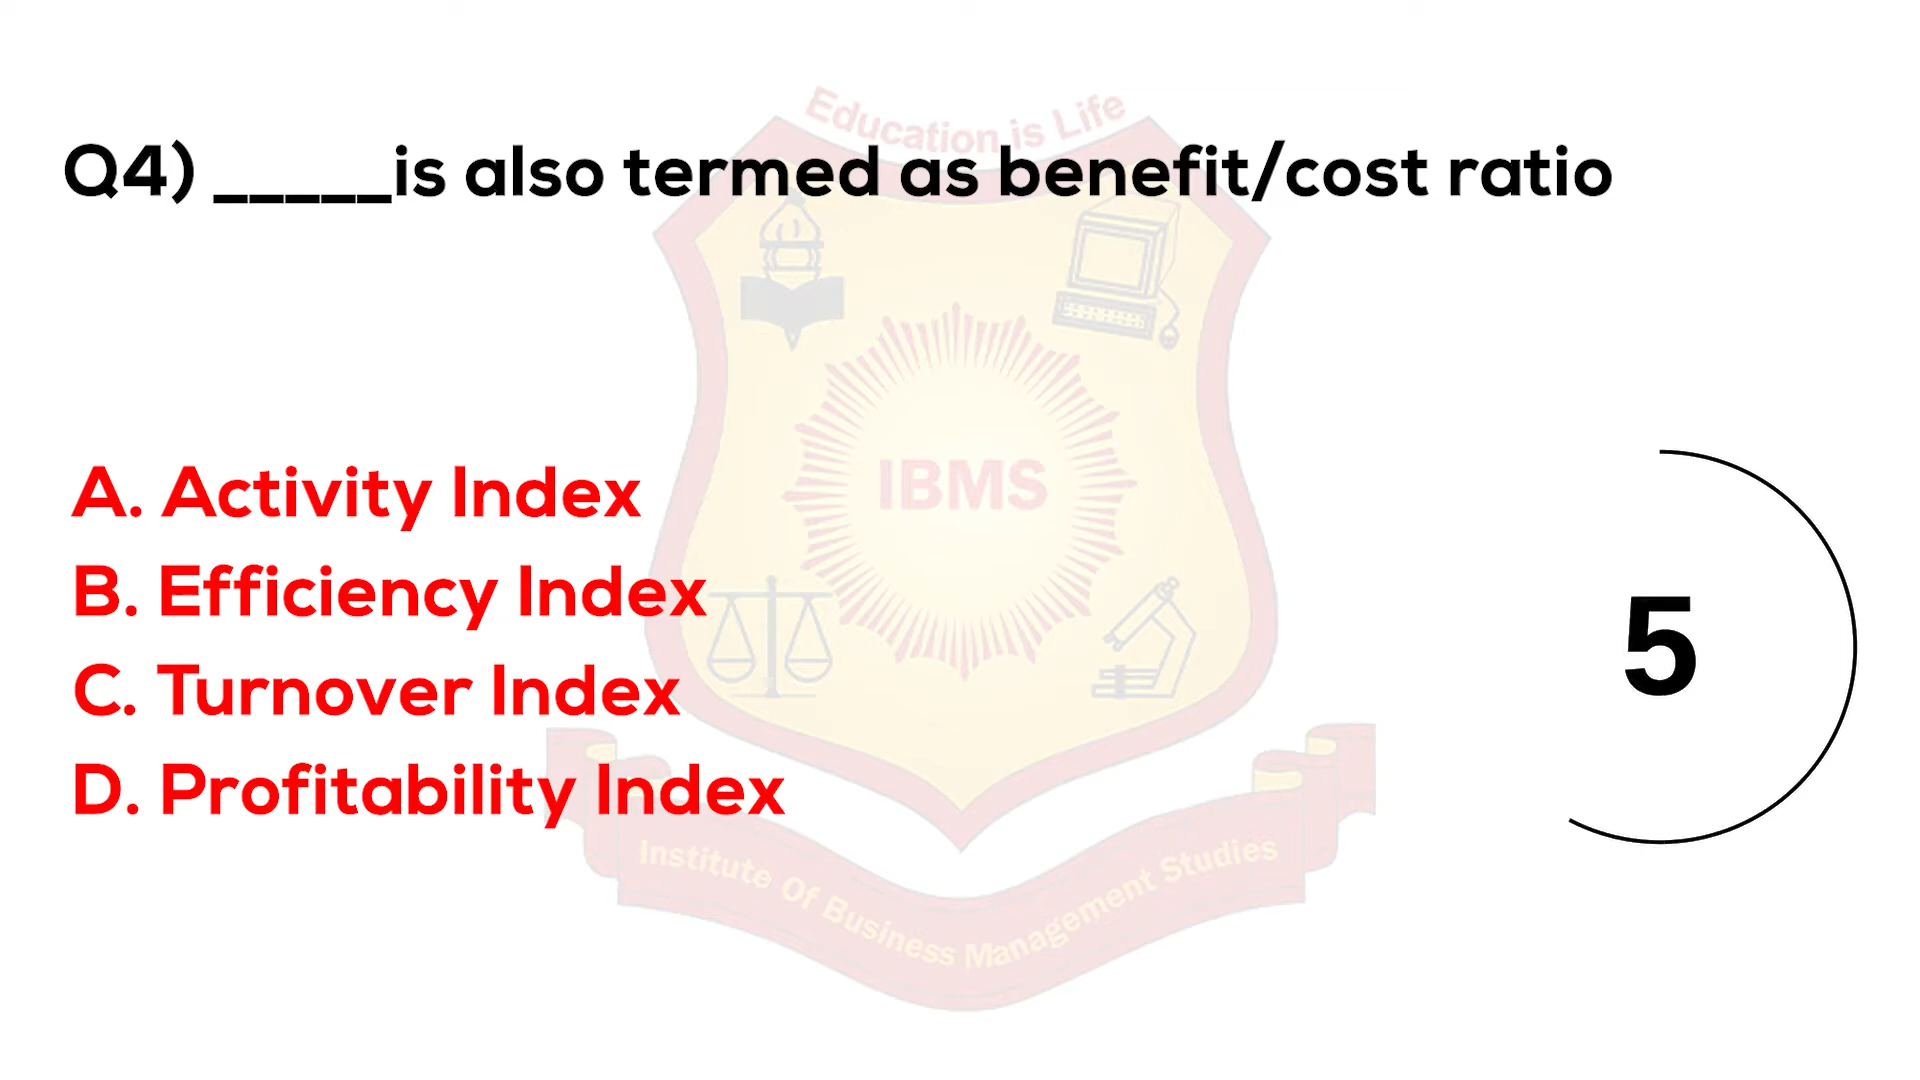 Education is Life
Q4) _____is also termed as benefit/cost ratio
IBMS
A. Activity Index
B. Efficiency Index
C. Turnover Index
D. Profitability Index
5
Institute Of Business Management Studies